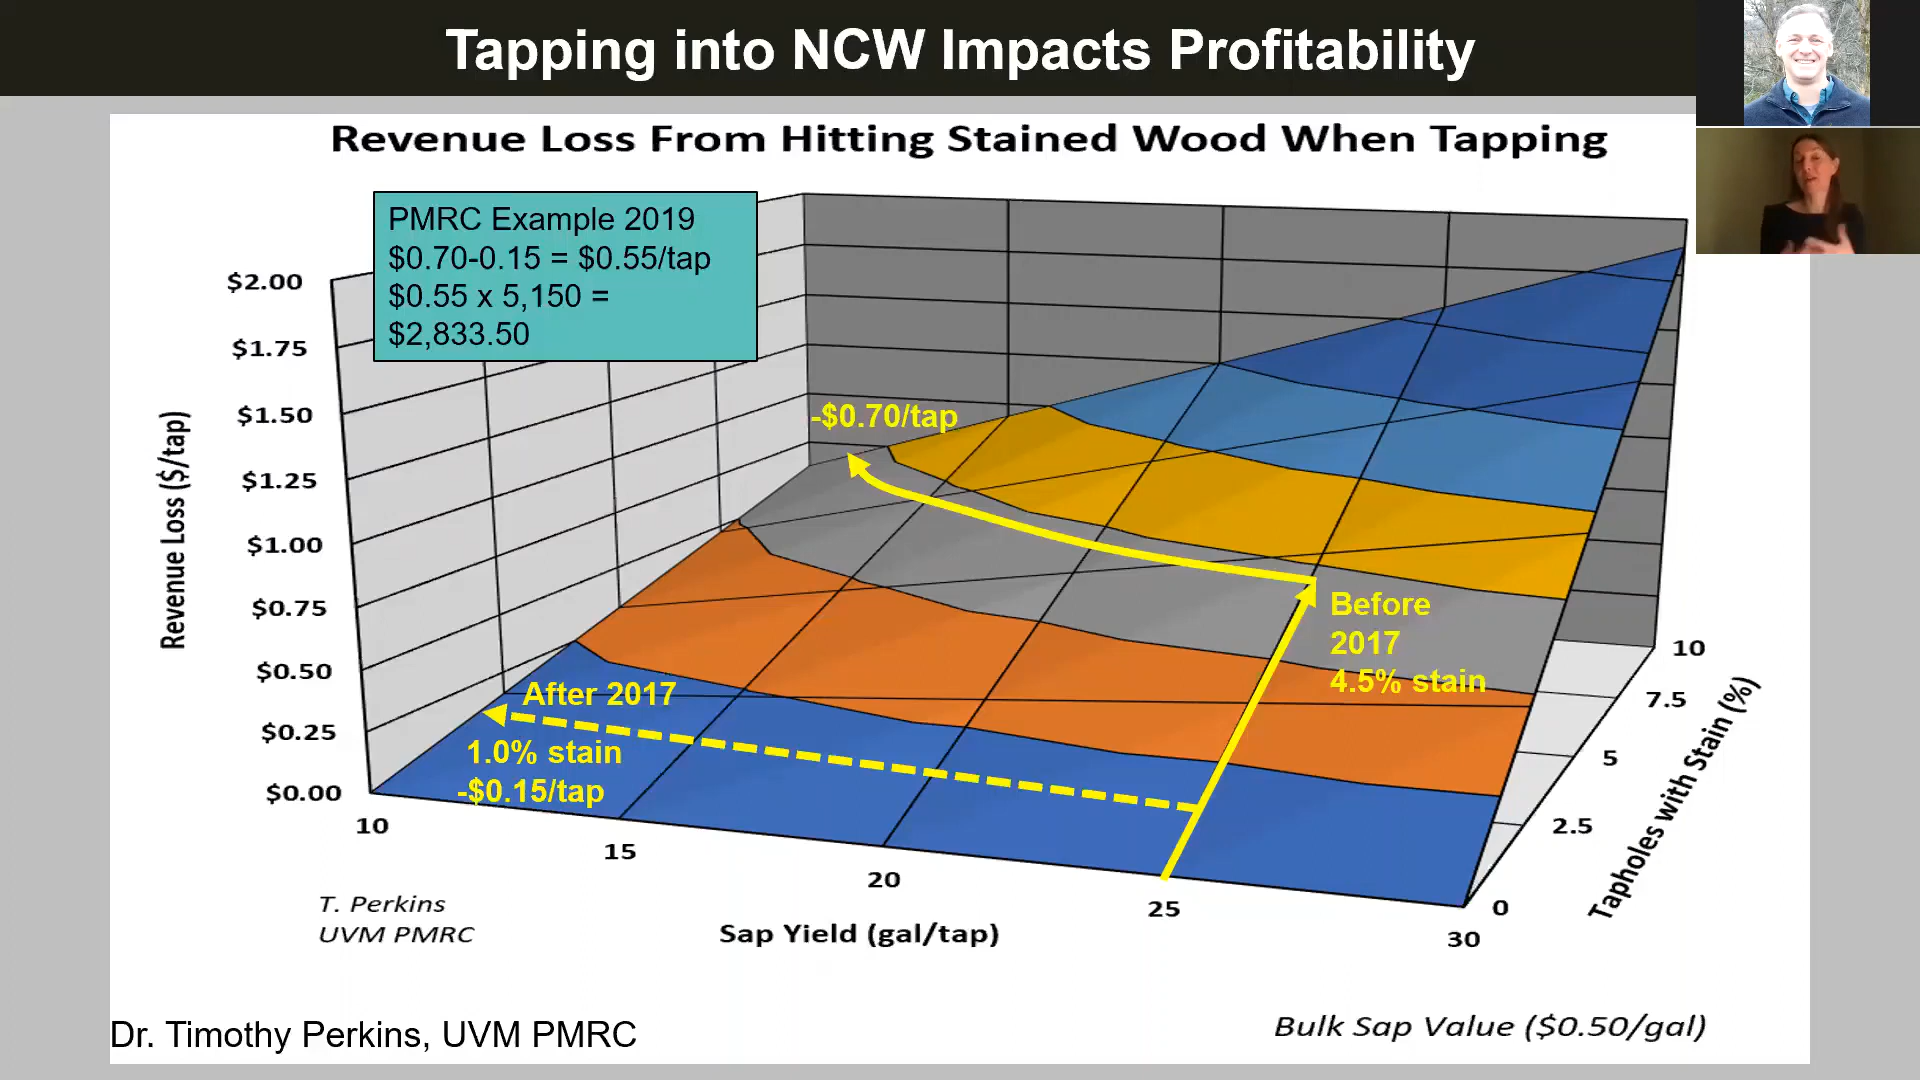 Tapping into NCW Impacts Profitability
Revenue Loss From Hitting Stained Wood When Tapping
PMRC Example 2019
$0.70-0.15 = $0.55/tap
$0.55 x 5,150 =
$2,833.50
$2.00
$1.75
$1.50
$1.25
$1.00
$0.75
$0.50
$0.25
$0.00
Revenue Loss ($/tap)
-$0.70/tap
Before
2017
4.5% stain
After 2017
1.0% stain
-$0.15/tap
10
15
20
25
30
Sap Yield (gal/tap)
0
2.5
5
7.5
10
Tapholes with Stain (%)
T. Perkins
UVM PMRC
Dr. Timothy Perkins, UVM PMRC
Bulk Sap Value ($0.50/gal)